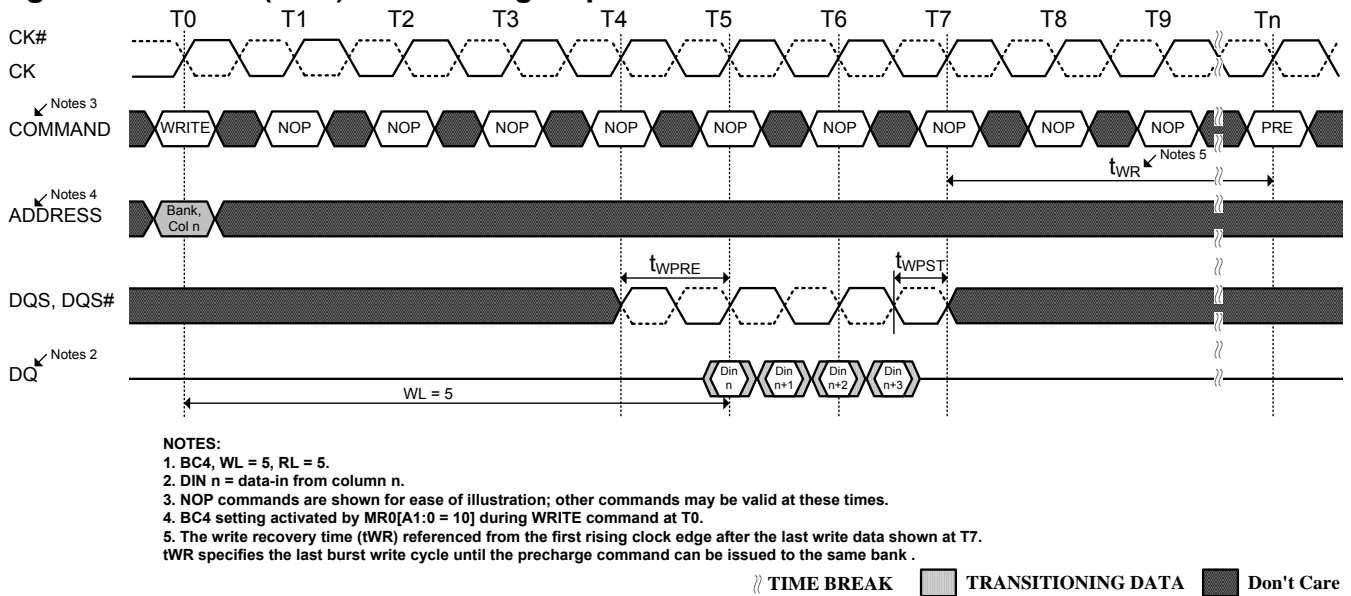 T0 T1 T2 T3 T4 T5 T6 T7 T8 T9 Tn
CK#
CK
Notes 3
COMMAND
WRITE NOP NOP NOP NOP NOP NOP NOP NOP NOP PRE
tWR Notes 5
Notes 4
ADDRESS
Bank,
Col n
tWPRE tWPST
DQS, DQS#
Notes 2
DQ
Din n Din n+1 Din n+2 Din n+3
WL = 5
NOTES:
1. BC4, WL = 5, RL = 5.
2. DIN n = data-in from column n.
3. NOP commands are shown for ease of illustration; other commands may be valid at these times.
4. BC4 setting activated by MR0[A1:0 = 10] during WRITE command at T0.
5. The write recovery time (tWR) referenced from the first rising clock edge after the last write data shown at T7.
tWR specifies the last burst write cycle until the precharge command can be issued to the same bank .
TIME BREAK TRANSITIONING DATA Don't Care